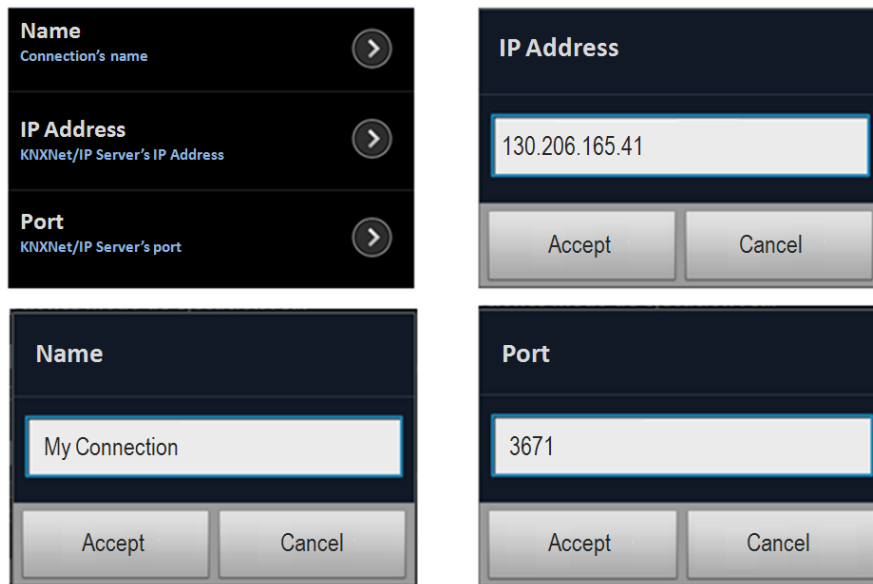 Name
Connection's name
IP Address
KNXNet/IP Server's IP Address
Port
KNXNet/IP Server's port
IP Address
130.206.165.41
Accept Cancel
Name
My Connection
Accept Cancel
Port
3671
Accept Cancel